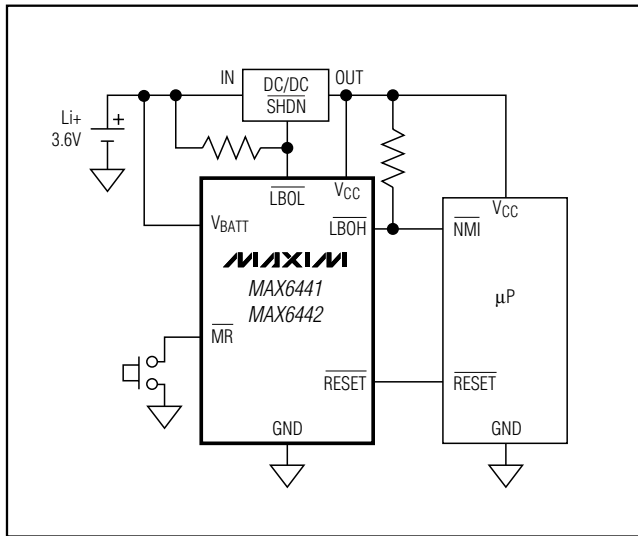 IN DC/DC OUT
SHDN
Li+ +
3.6V
LBOL VCC
VBATT LBOH NMI VCC
MAXIM
MAX6441
MAX6442
µP
MR
RESET RESET
GND GND